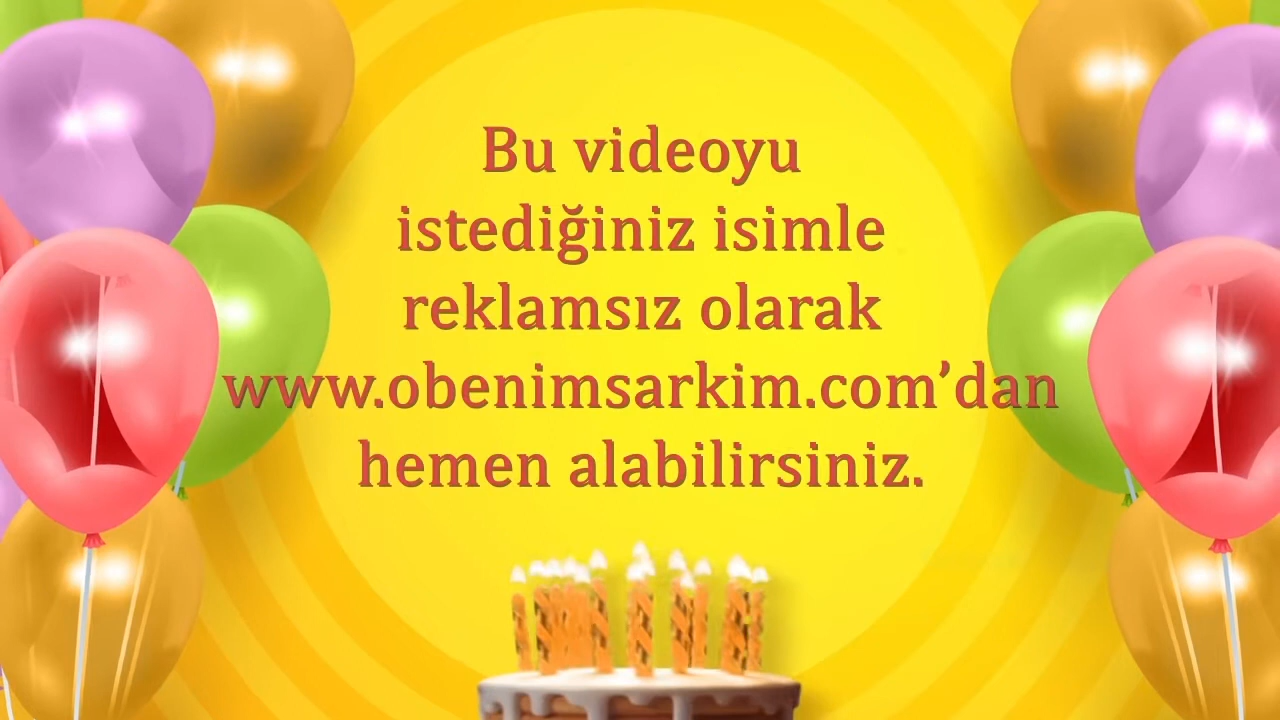 Bu videoyu
istediğiniz isimle
reklamsız olarak
www.obenimsarkim.com’dan
hemen alabilirsiniz.